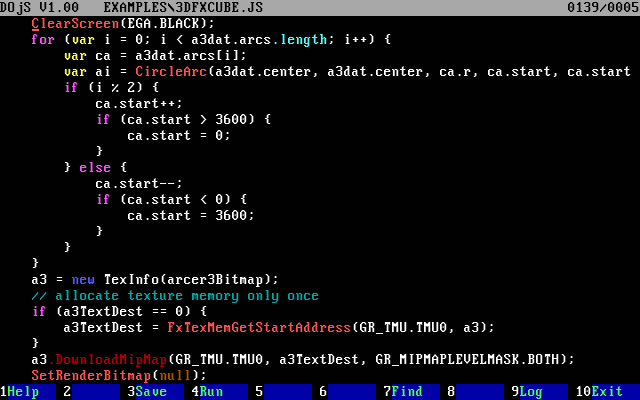 DOjS V1.00   EXAMPLES\3DFXCUBE.JS   0139/0005
    ClearScreen(EGA.BLACK);
    for (var i = 0; i < a3dat.arcs.length; i++) {
        var ca = a3dat.arcs[i];
        var ai = CircleArc(a3dat.center, a3dat.center, ca.r, ca.start, ca.start
        if (i % 2) {
            ca.start++;
            if (ca.start > 3600) {
                ca.start = 0;
            }
        } else {
            ca.start--;
            if (ca.start < 0) {
                ca.start = 3600;
            }
        }
    }
    a3 = new TexInfo(arcer3Bitmap);
    // allocate texture memory only once
    if (a3TextDest == 0) {
        a3TextDest = FxTexMemGetStartAddress(GR_TMU.TMU0, a3);
    }
    a3.DownloadMipMap(GR_TMU.TMU0, a3TextDest, GR_MIPMAPLEVELMASK.BOTH);
    SetRenderBitmap(null);
1Help   2   3Save   4Run   5   6   7Find   8   9Log   10Exit